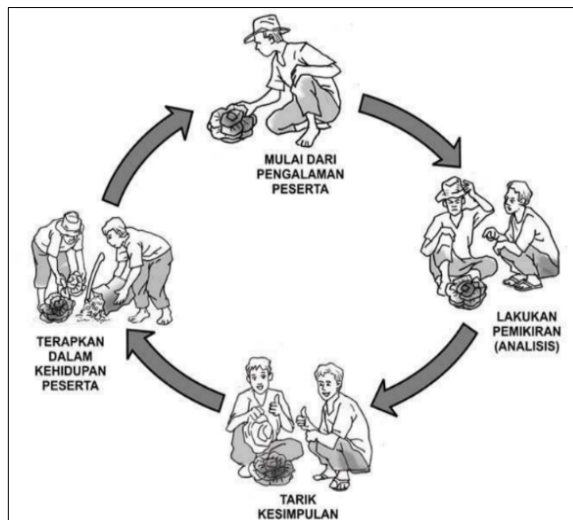 MULAI DARI
PENGALAMAN
PESERTA
LAKUKAN
PEMIKIRAN
(ANALISIS)
TARIK
KESIMPULAN
TERAPKAN
DALAM
KEHIDUPAN
PESERTA